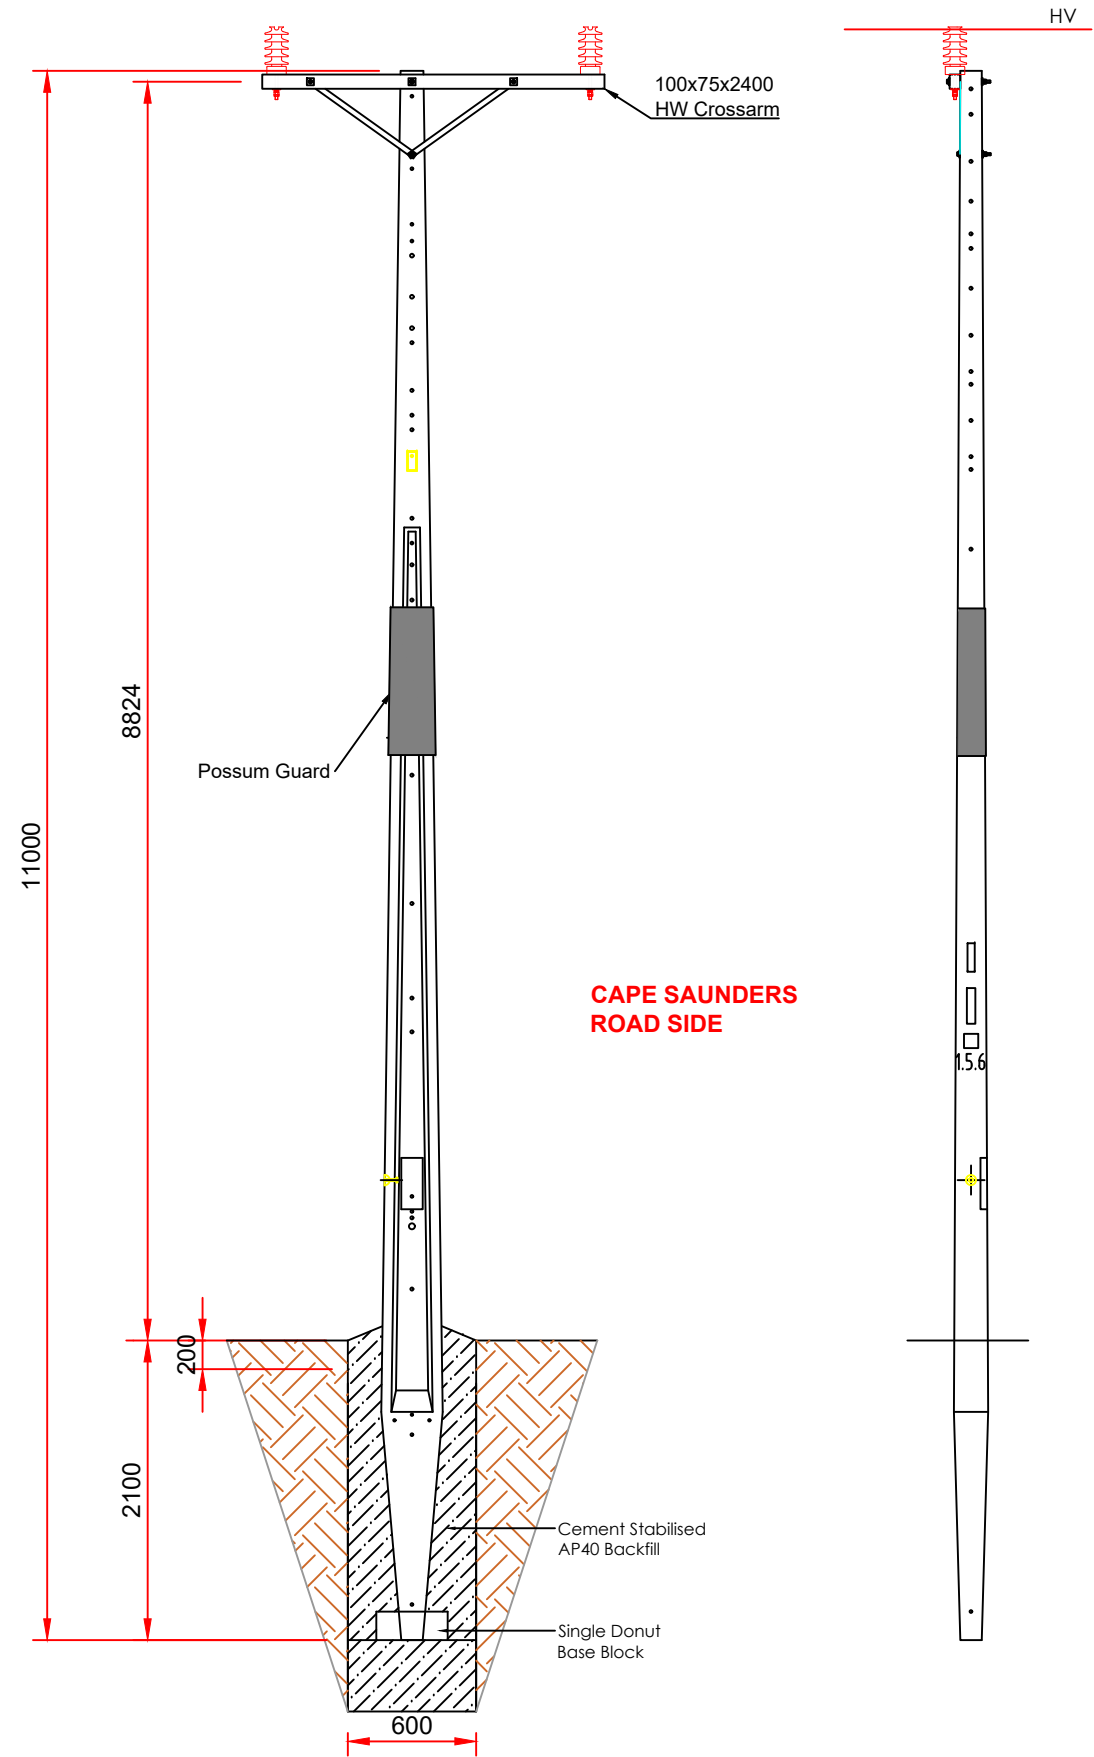 HV
100x75x2400
HW Crossarm
8824
Possum Guard
11000
CAPE SAUNDERS
ROAD SIDE
1.5.6
200
2100
Cement Stabilised
AP40 Backfill
Single Donut
Base Block
600